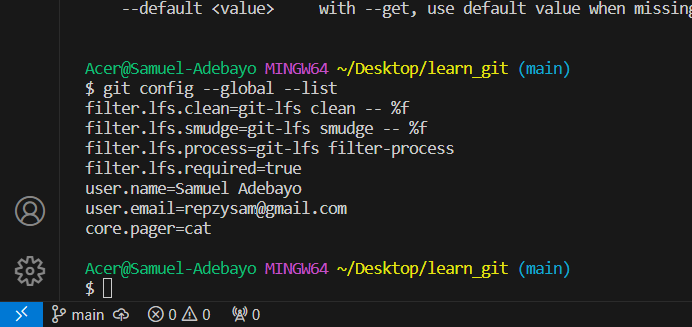 --default <value>     with --get, use default value when missing
Acer@Samuel-Adebayo MINGW64 ~/Desktop/learn_git (main)
$ git config --global --list
filter.lfs.clean=git-lfs clean -- %f
filter.lfs.smudge=git-lfs smudge -- %f
filter.lfs.process=git-lfs filter-process
filter.lfs.required=true
user.name=Samuel Adebayo
user.email=repzysam@gmail.com
core.pager=cat
Acer@Samuel-Adebayo MINGW64 ~/Desktop/learn_git (main)
$
main 0 0 0